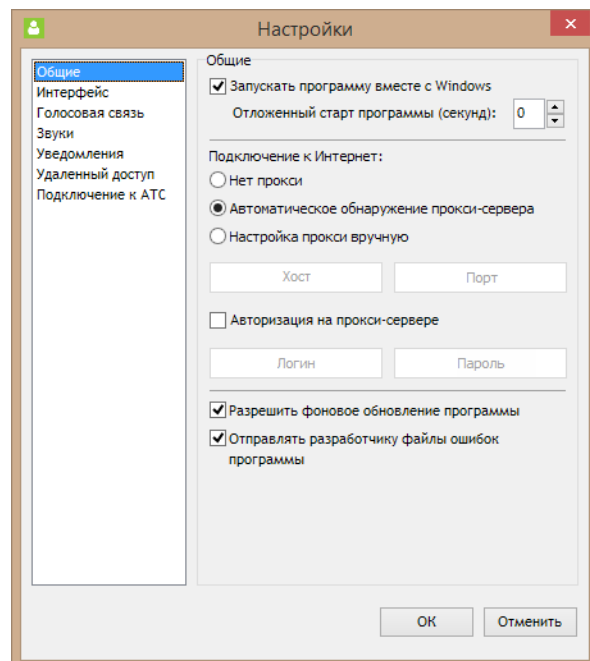 Настройки
Общие
Интерфейс
Голосовая связь
Звуки
Уведомления
Удаленный доступ
Подключение к АТС
Общие
Запускать программу вместе с Windows
Отложенный старт программы (секунд): 0
Подключение к Интернет:
Нет прокси
Автоматическое обнаружение прокси-сервера
Настройка прокси вручную
Хост Порт
Авторизация на прокси-сервере
Логин Пароль
Разрешить фоновое обновление программы
Отправлять разработчику файлы ошибок
программы
ОК Отменить